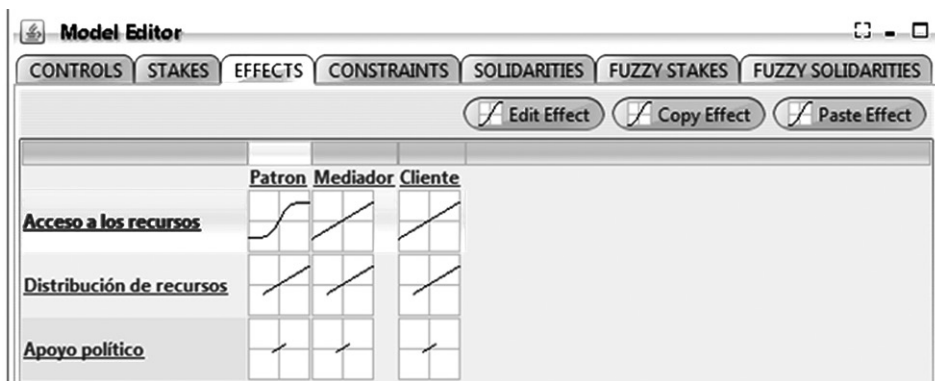 Model Editor
CONTROLS STAKES EFFECTS CONSTRAINTS SOLIDARITIES FUZZY STAKES FUZZY SOLIDARITIES
Edit Effect Copy Effect Paste Effect
Patron Mediador Cliente
Acceso a los recursos
Distribución de recursos
Apoyo político